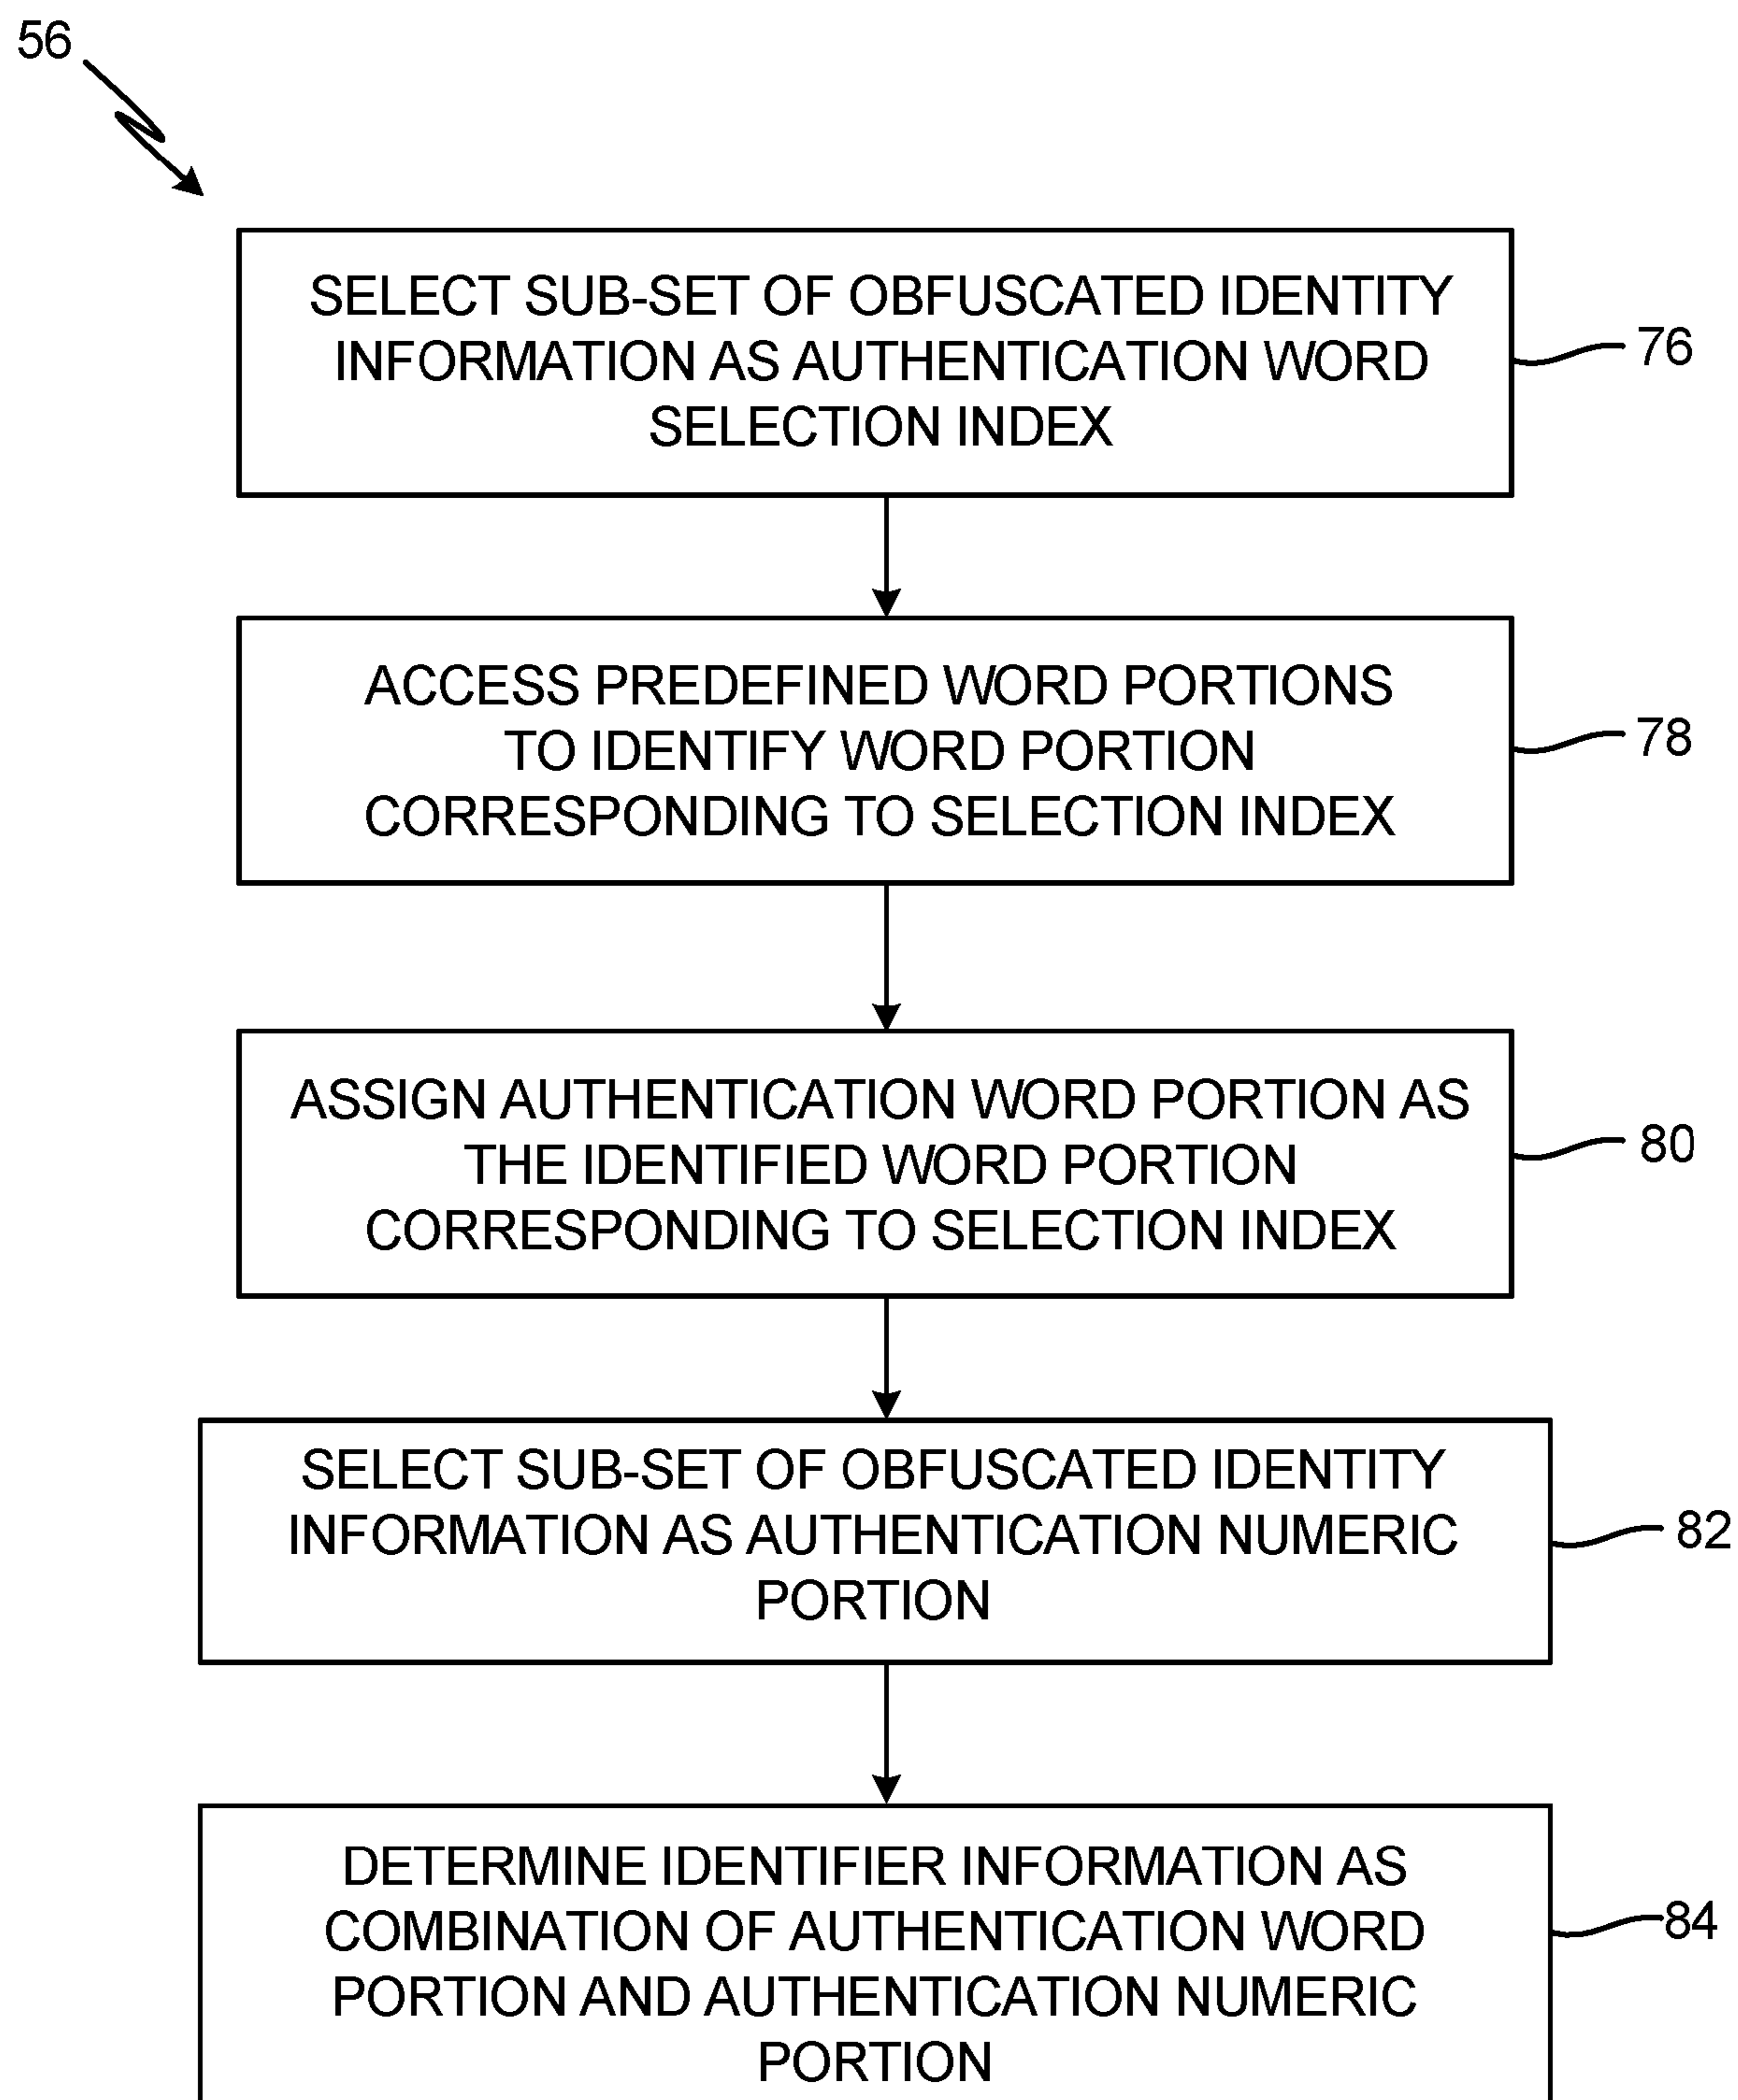 56
SELECT SUB-SET OF OBFUSCATED IDENTITY
INFORMATION AS AUTHENTICATION WORD
SELECTION INDEX
76
ACCESS PREDEFINED WORD PORTIONS
TO IDENTIFY WORD PORTION
CORRESPONDING TO SELECTION INDEX
78
ASSIGN AUTHENTICATION WORD PORTION AS
THE IDENTIFIED WORD PORTION
CORRESPONDING TO SELECTION INDEX
80
SELECT SUB-SET OF OBFUSCATED IDENTITY
INFORMATION AS AUTHENTICATION NUMERIC
PORTION
82
DETERMINE IDENTIFIER INFORMATION AS
COMBINATION OF AUTHENTICATION WORD
PORTION AND AUTHENTICATION NUMERIC
PORTION
84